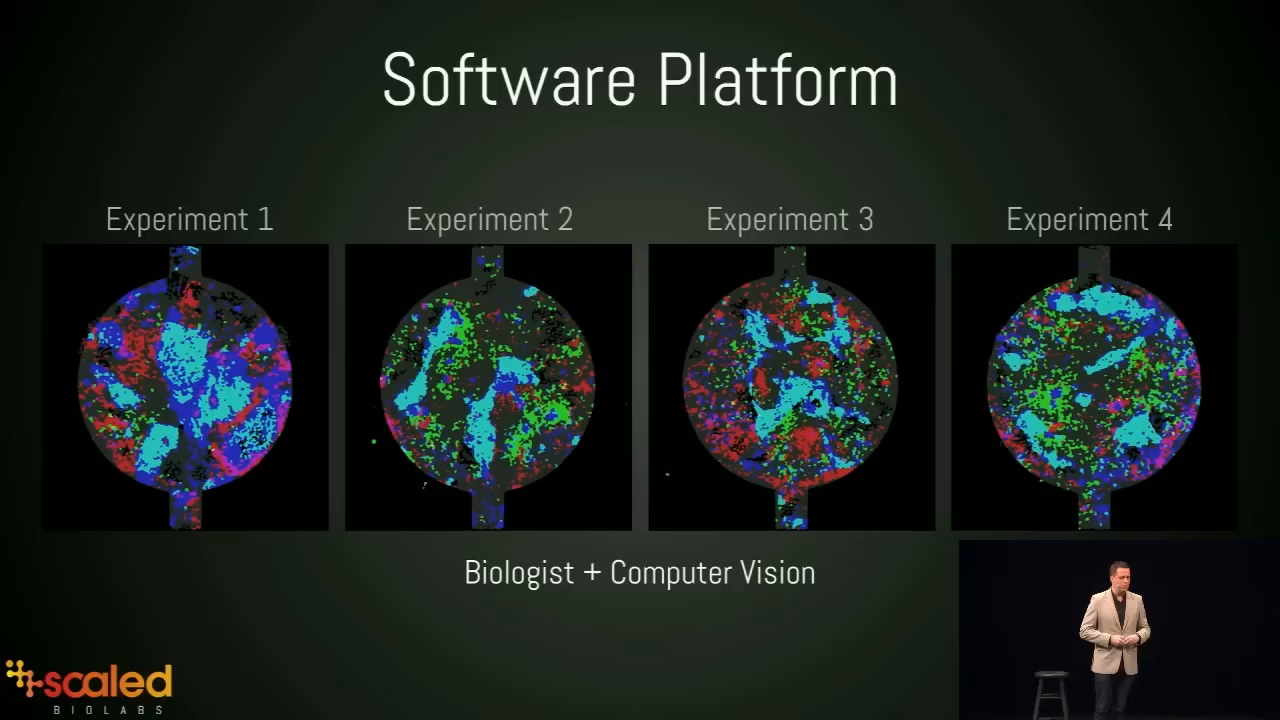 Software Platform
Experiment 1
Experiment 2
Experiment 3
Experiment 4
Biologist + Computer Vision
scaled
BIOLABS